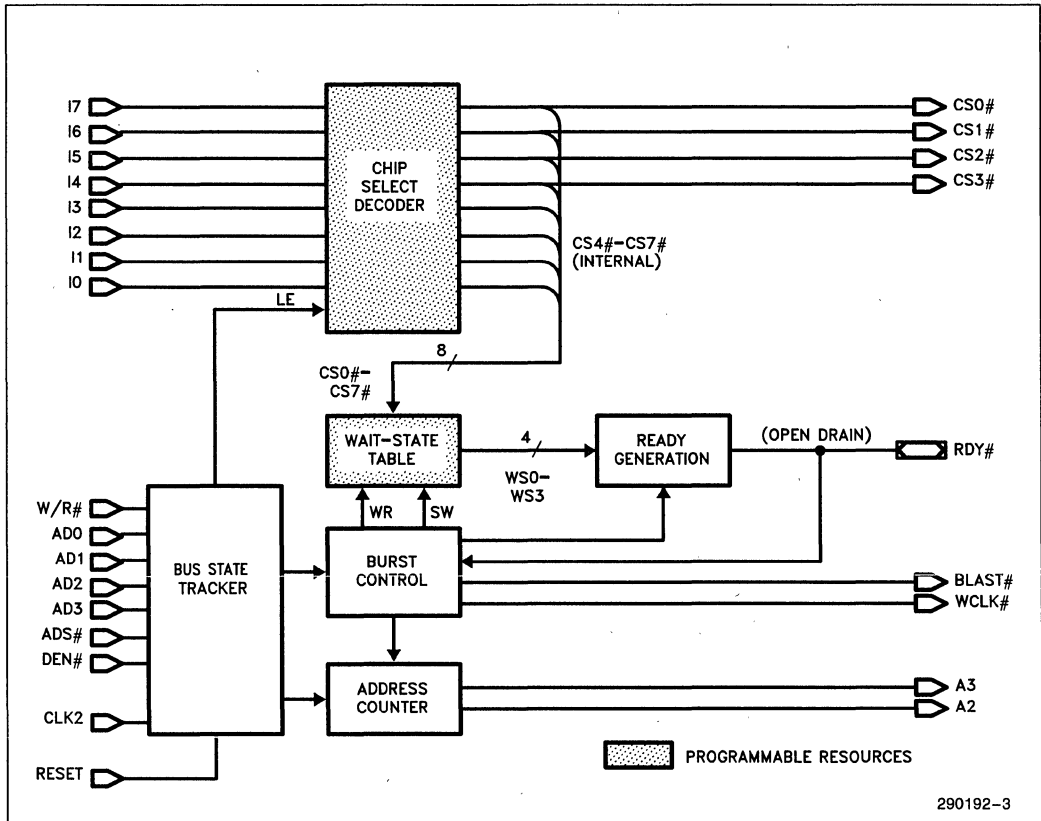 I7
I6
I5
I4
I3
I2
I1
I0
CHIP
SELECT
DECODER
CS0#
CS1#
CS2#
CS3#
CS4#-CS7#
(INTERNAL)
LE
8
CS0#-
CS7#
WAIT-STATE
TABLE
4
WS0-
WS3
READY
GENERATION
(OPEN DRAIN)
RDY#
WR
SW
W/R#
AD0
AD1
AD2
AD3
ADS#
DEN#
CLK2
RESET
BUS STATE
TRACKER
BURST
CONTROL
BLAST#
WCLK#
ADDRESS
COUNTER
A3
A2
PROGRAMMABLE RESOURCES
290192-3